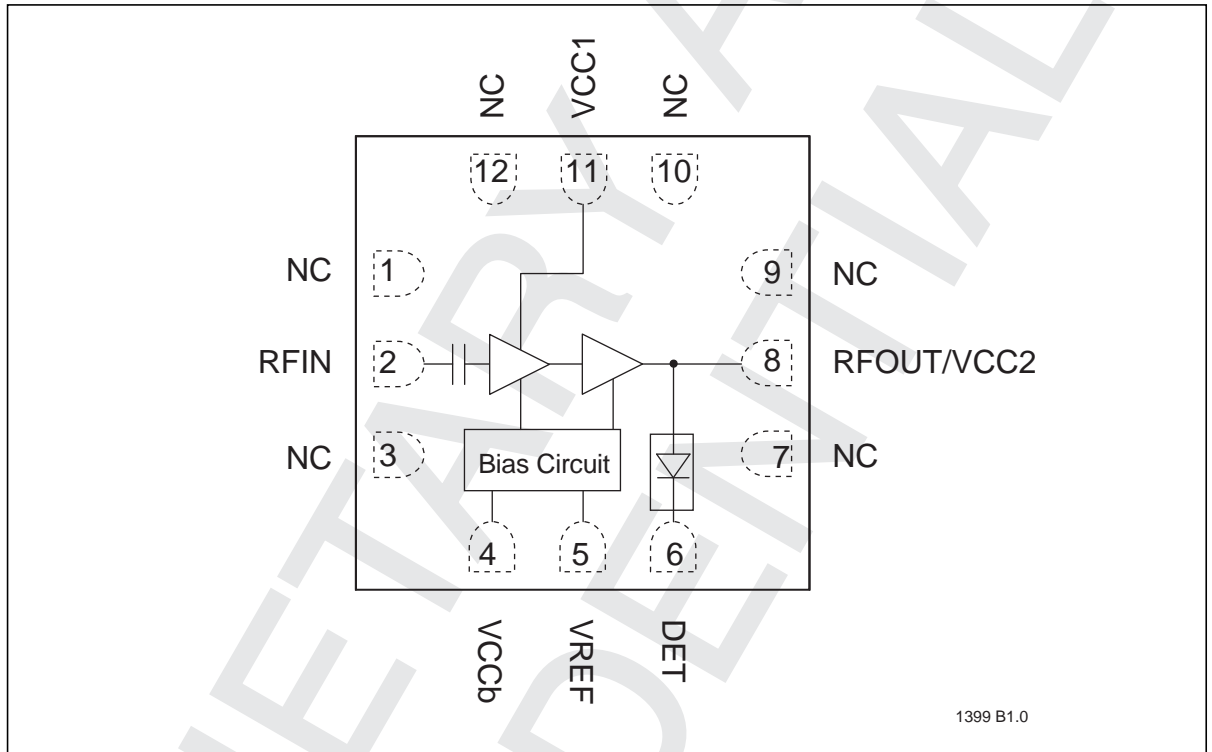 NC
VCC1
NC
12
11
10
NC
1
9
NC
RFIN
2
8
RFOUT/VCC2
NC
3
Bias Circuit
7
NC
4
5
6
VCCb
VREF
DET
1399 B1.0